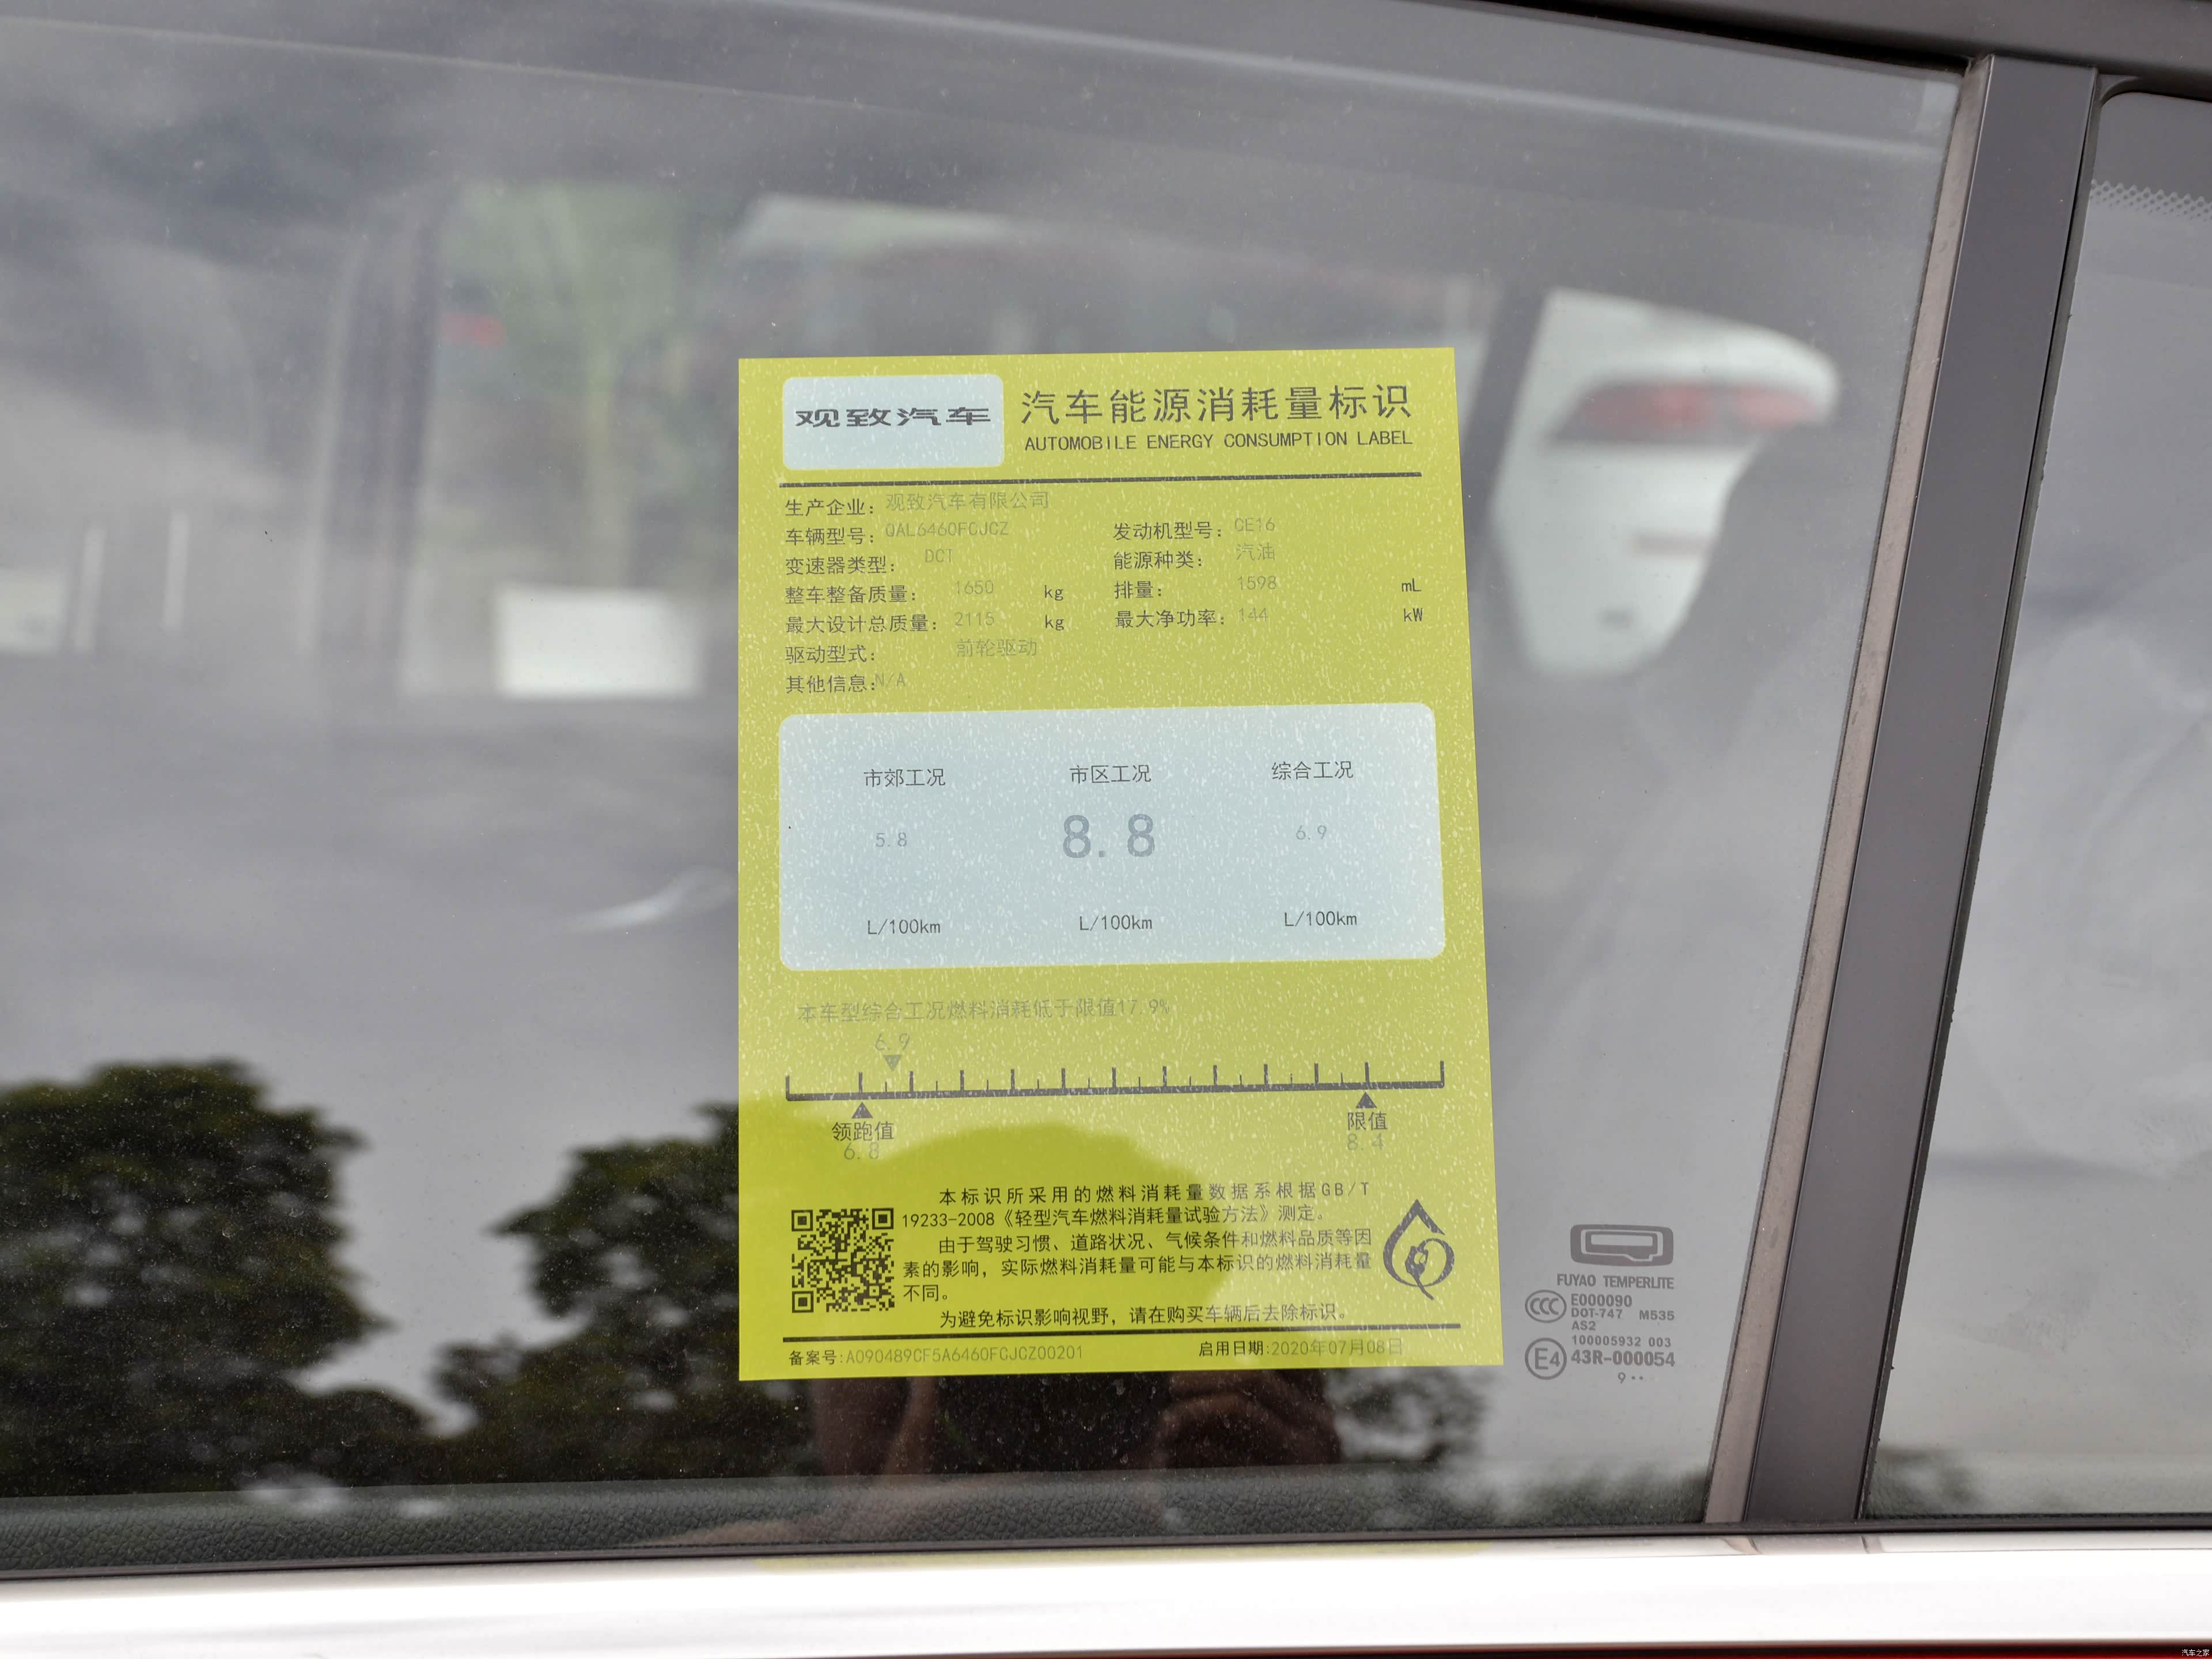 观致汽车
汽车能源消耗量标识
AUTOMOBILE ENERGY CONSUMPTION LABEL
生产企业：观致汽车有限公司
车辆型号：QAL6460FCJCZ 发动机型号：CE16
变速器类型： DCT 能源种类： 汽油
整车整备质量： 1650 kg 排量： 1598 mL
最大设计总质量： 2115 kg 最大净功率：144 kW
驱动型式： 前轮驱动
其他信息：N/A
市郊工况 市区工况 综合工况
5.8 8.8 6.9
L/100km L/100km L/100km
本车型综合工况燃料消耗低于限值17.9%
6.9
领跑值 限值
6.8 8.4
本标识所采用的燃料消耗量数据系根据GB/T
19233-2008《轻型汽车燃料消耗量试验方法》测定。
由于驾驶习惯、道路状况、气候条件和燃料品质等因
素的影响，实际燃料消耗量可能与本标识的燃料消耗量
不同。
为避免标识影响视野，请在购买车辆后去除标识。
备案号:A090489CF5A6460FCJCZ00201 启用日期:2020年07月08日
FUYAO TEMPERLITE
CCC E000090
DOT-747 M535
AS2
100005932 003
E4 43R-000054
9 ••
汽车之家